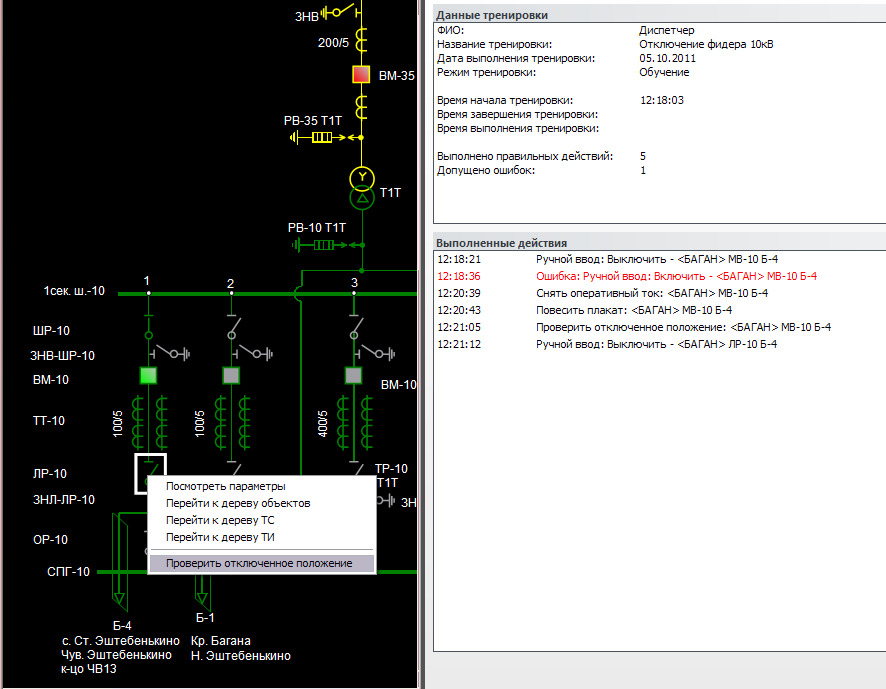 ЗНВ
200/5
ВМ-35
РВ-35 Т1Т
Т1Т
РВ-10 Т1Т
1сек. ш.-10
1
2
3
ШР-10
ЗНВ-ШР-10
ВМ-10
ВМ-10
ТТ-10
100/5
100/5
400/5
ЛР-10
ТР-10
Т1Т
ЗНЛ-ЛР-10
ЗН
ОР-10
СПГ-10
Посмотреть параметры
Перейти к дереву объектов
Перейти к дереву ТС
Перейти к дереву ТИ
Проверить отключенное положение
Б-4
с. Ст. Эштебенькино
Чув. Эштебенькино
к-цо ЧВ13
Б-1
Кр. Багана
Н. Эштебенькино
Данные тренировки
ФИО: Диспетчер
Название тренировки: Отключение фидера 10кВ
Дата выполнения тренировки: 05.10.2011
Режим тренировки: Обучение
Время начала тренировки: 12:18:03
Время завершения тренировки:
Время выполнения тренировки:
Выполнено правильных действий: 5
Допущено ошибок: 1
Выполненные действия
12:18:21 Ручной ввод: Выключить - <БАГАН> МВ-10 Б-4
12:18:36 Ошибка: Ручной ввод: Включить - <БАГАН> МВ-10 Б-4
12:20:39 Снять оперативный ток: <БАГАН> МВ-10 Б-4
12:20:43 Повесить плакат: <БАГАН> МВ-10 Б-4
12:21:05 Проверить отключенное положение: <БАГАН> МВ-10 Б-4
12:21:12 Ручной ввод: Выключить - <БАГАН> ЛР-10 Б-4